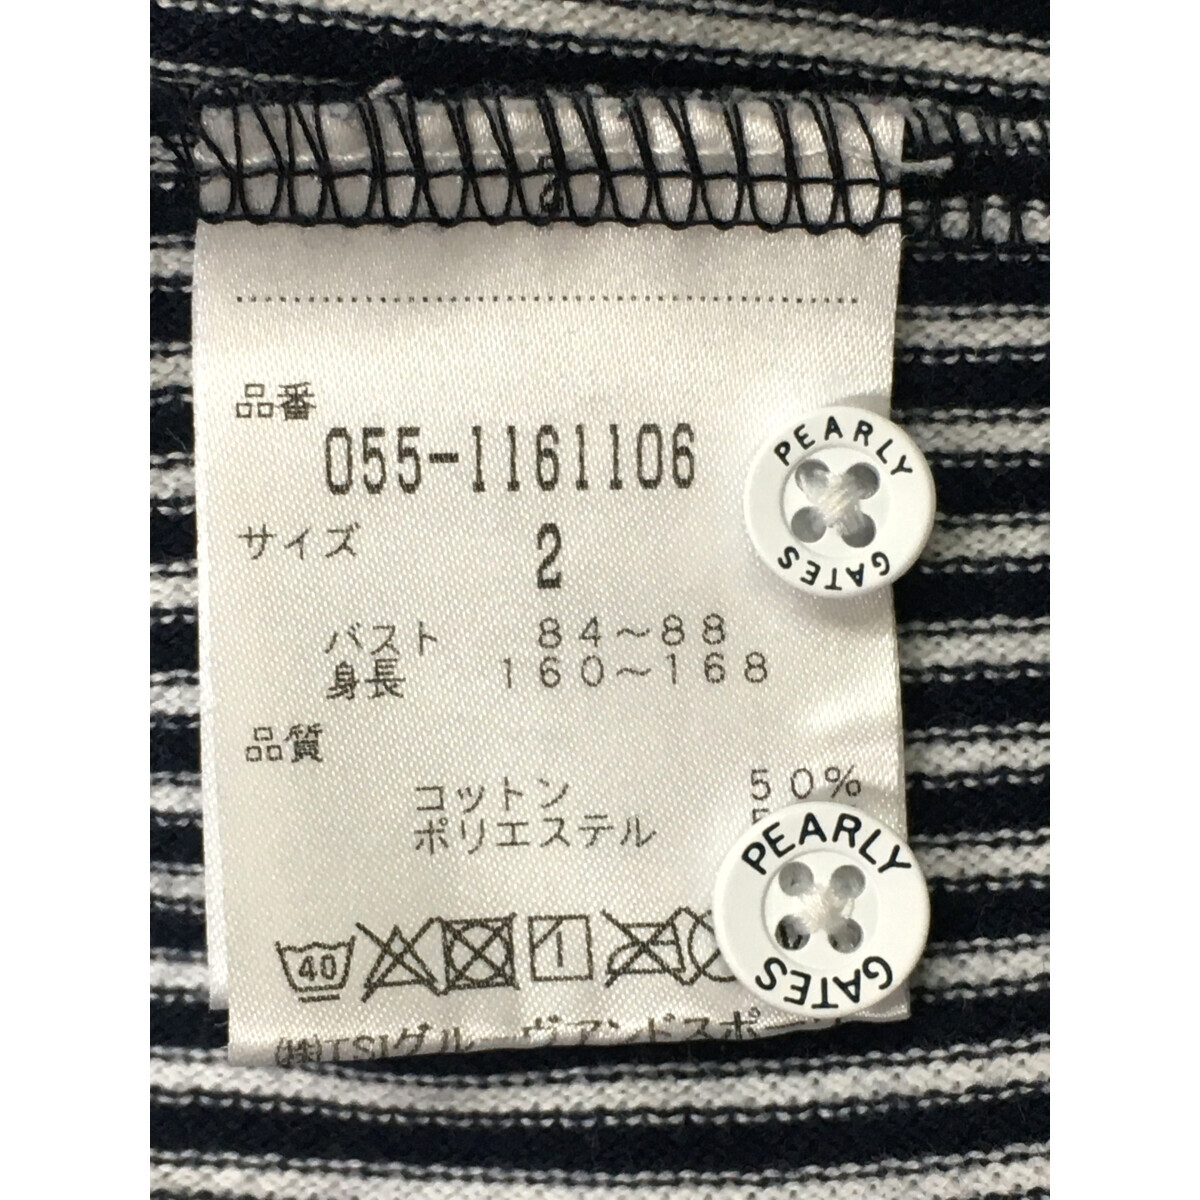 品番
055-1161106
サイズ 2
バスト 84～88
身長 160～168
品質
コットン 50%
ポリエステル
40
PEARLY GATES
PEARLY GATES